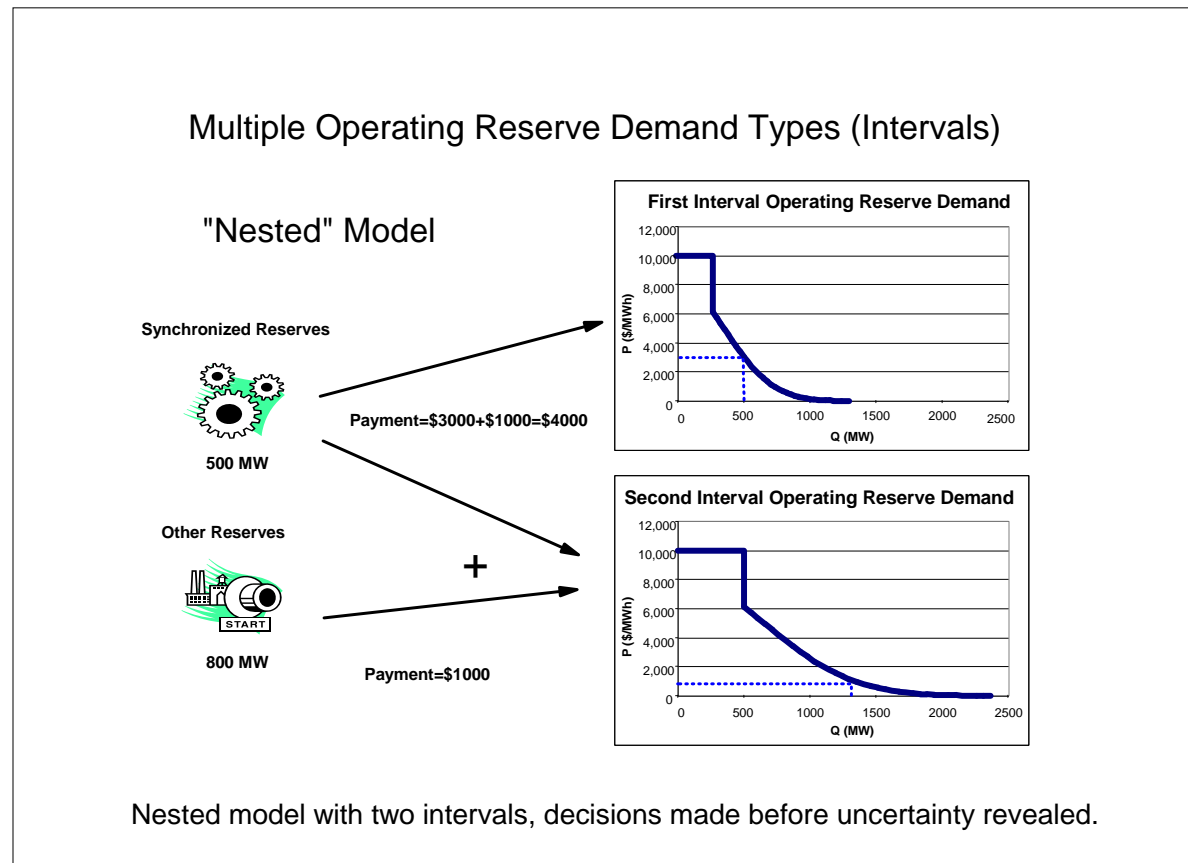 Multiple Operating Reserve Demand Types (Intervals)
"Nested" Model
Synchronized Reserves
500 MW
Payment=$3000+$1000=$4000
Other Reserves
START
800 MW
+
Payment=$1000
First Interval Operating Reserve Demand
P ($/MWh)
12,000
10,000
8,000
6,000
4,000
2,000
0
0 500 1000 1500 2000 2500
Q (MW)
Second Interval Operating Reserve Demand
P ($/MWh)
12,000
10,000
8,000
6,000
4,000
2,000
0
0 500 1000 1500 2000 2500
Q (MW)
Nested model with two intervals, decisions made before uncertainty revealed.